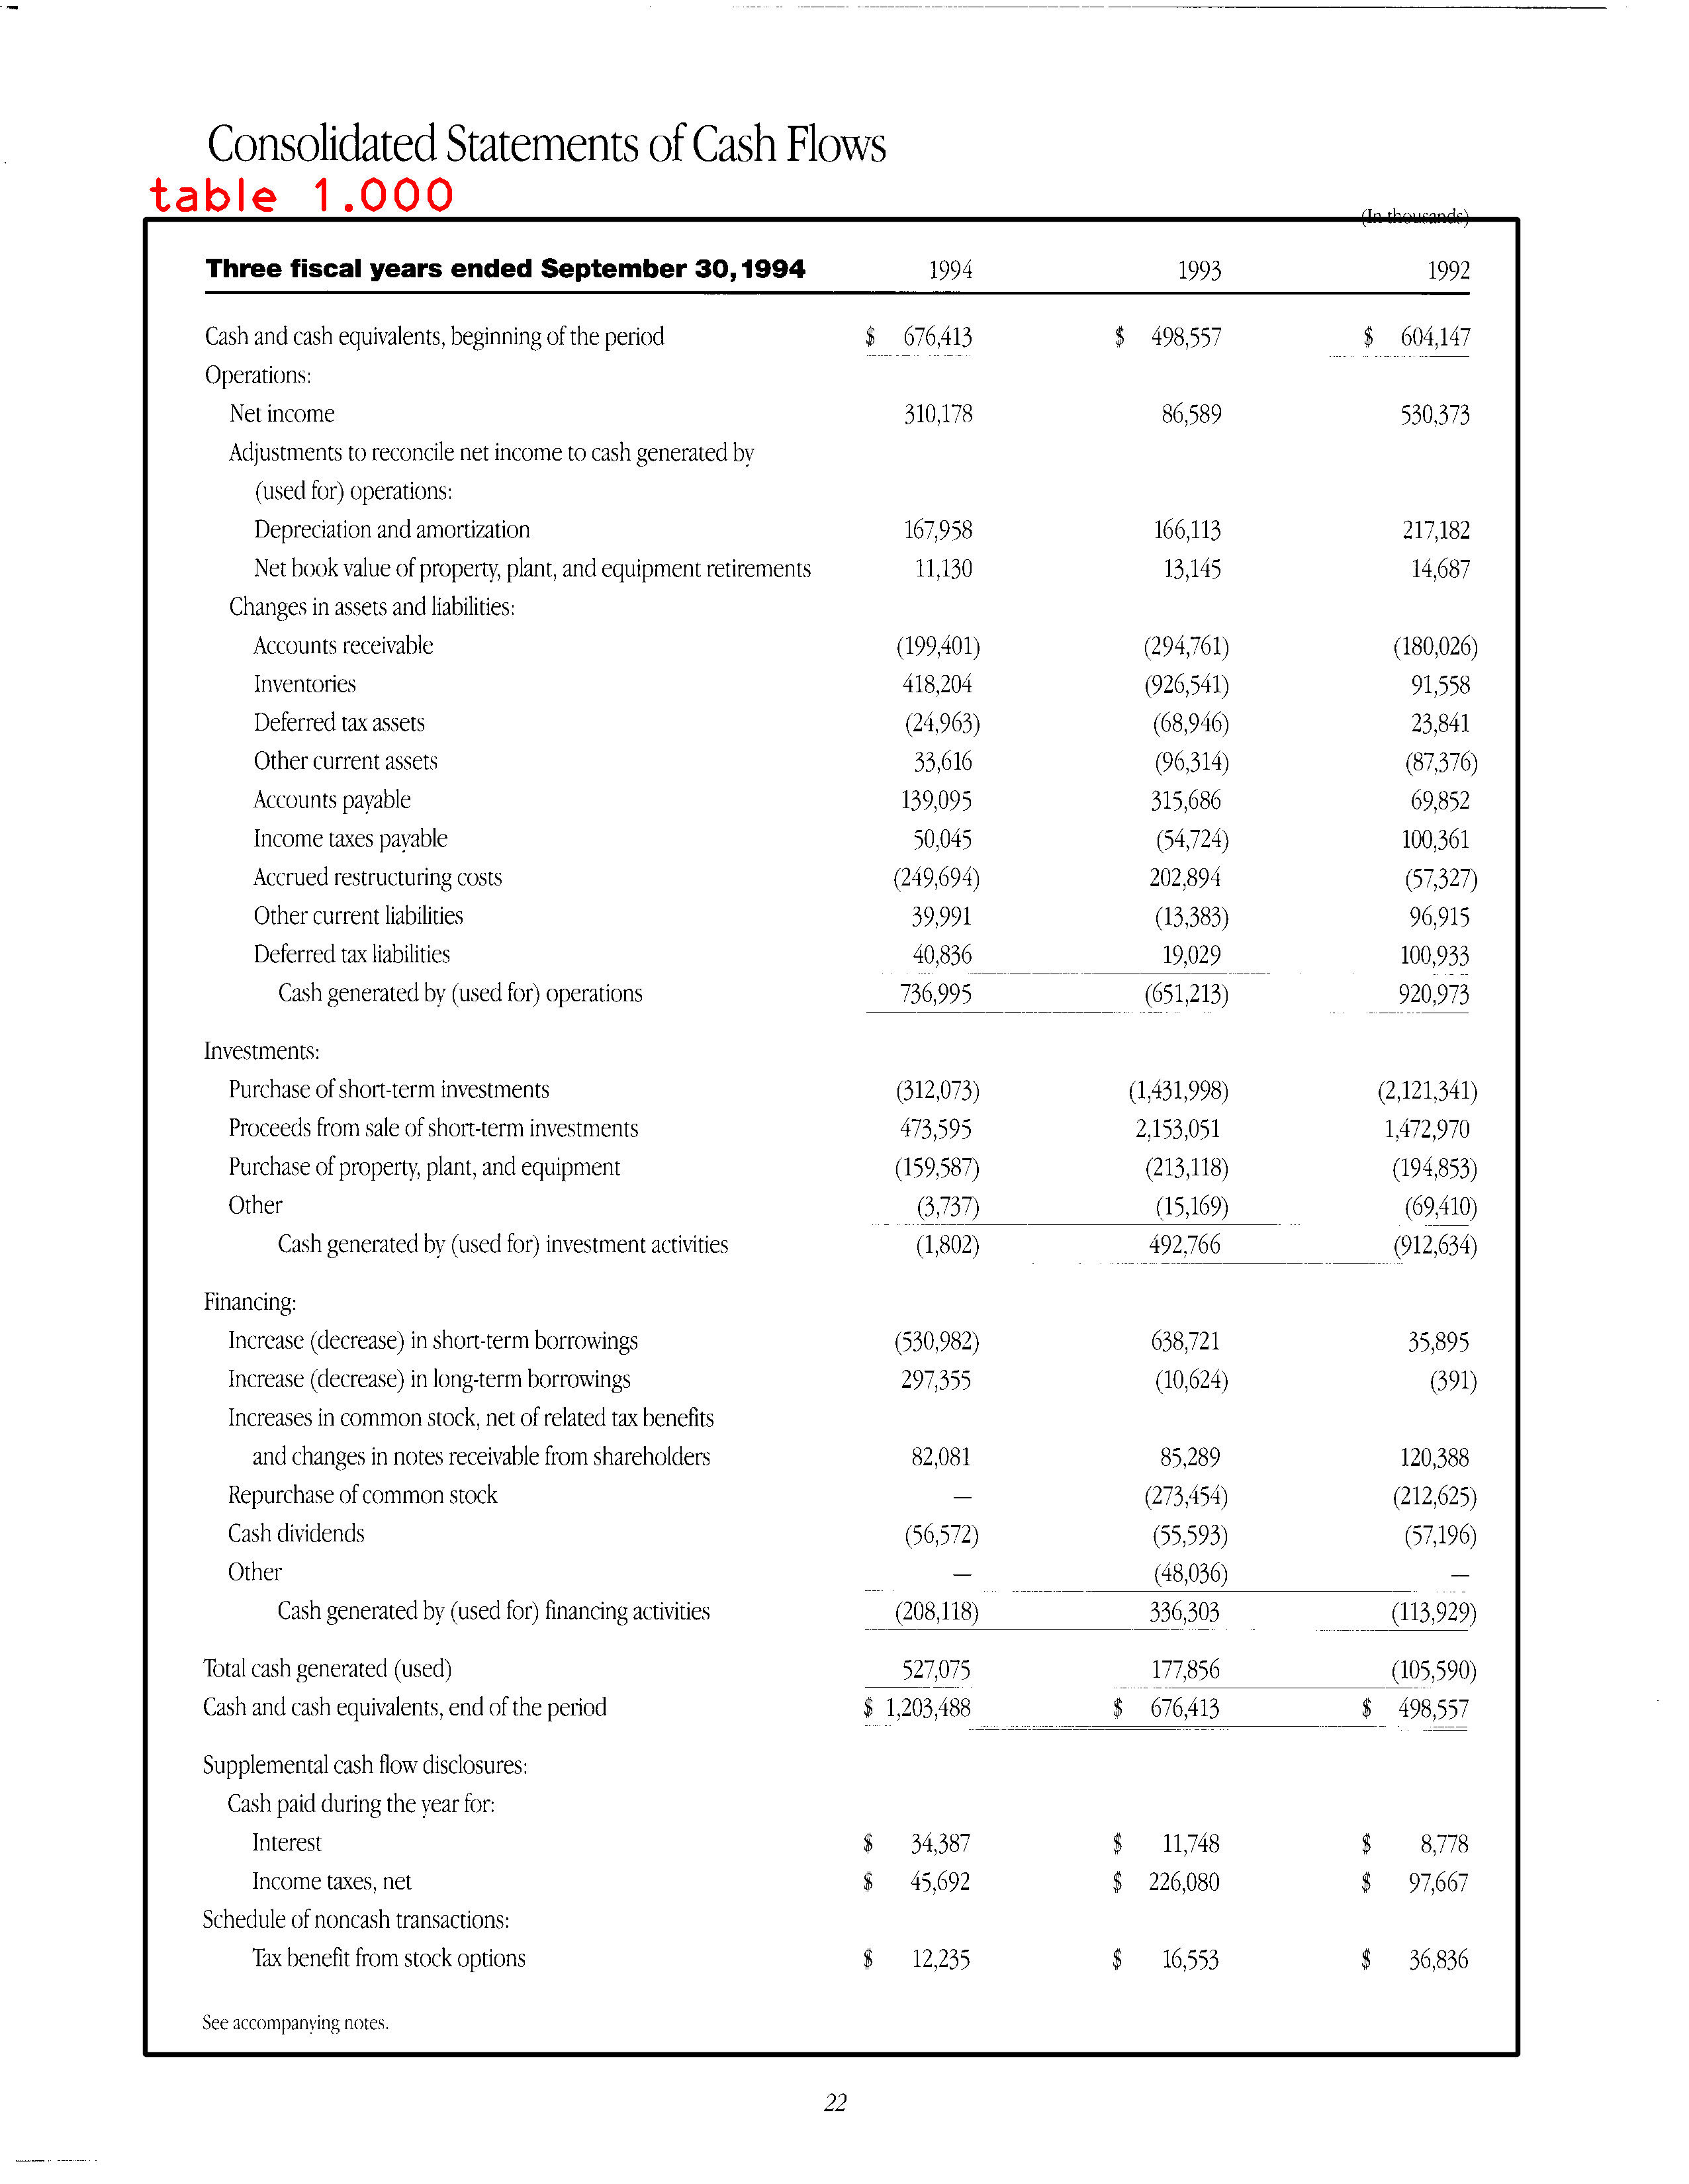 Consolidated Statements of Cash Flows
table 1.000
(In thousands)
Three fiscal years ended September 30, 1994 1994 1993 1992
Cash and cash equivalents, beginning of the period $ 676,413 $ 498,557 $ 604,147
Operations:
Net income 310,178 86,589 530,373
Adjustments to reconcile net income to cash generated by
(used for) operations:
Depreciation and amortization 167,958 166,113 217,182
Net book value of property, plant, and equipment retirements 11,130 13,145 14,687
Changes in assets and liabilities:
Accounts receivable (199,401) (294,761) (180,026)
Inventories 418,204 (926,541) 91,558
Deferred tax assets (24,963) (68,946) 23,841
Other current assets 33,616 (96,314) (87,376)
Accounts payable 139,095 315,686 69,852
Income taxes payable 50,045 (54,724) 100,361
Accrued restructuring costs (249,694) 202,894 (57,327)
Other current liabilities 39,991 (13,383) 96,915
Deferred tax liabilities 40,836 19,029 100,933
Cash generated by (used for) operations 736,995 (651,213) 920,973
Investments:
Purchase of short-term investments (312,073) (1,431,998) (2,121,341)
Proceeds from sale of short-term investments 473,595 2,153,051 1,472,970
Purchase of property, plant, and equipment (159,587) (213,118) (194,853)
Other (3,737) (15,169) (69,410)
Cash generated by (used for) investment activities (1,802) 492,766 (912,634)
Financing:
Increase (decrease) in short-term borrowings (530,982) 638,721 35,895
Increase (decrease) in long-term borrowings 297,355 (10,624) (391)
Increases in common stock, net of related tax benefits
and changes in notes receivable from shareholders 82,081 85,289 120,388
Repurchase of common stock — (273,454) (212,625)
Cash dividends (56,572) (55,593) (57,196)
Other — (48,036) —
Cash generated by (used for) financing activities (208,118) 336,303 (113,929)
Total cash generated (used) 527,075 177,856 (105,590)
Cash and cash equivalents, end of the period $ 1,203,488 $ 676,413 $ 498,557
Supplemental cash flow disclosures:
Cash paid during the year for:
Interest $ 34,387 $ 11,748 $ 8,778
Income taxes, net $ 45,692 $ 226,080 $ 97,667
Schedule of noncash transactions:
Tax benefit from stock options $ 12,235 $ 16,553 $ 36,836
See accompanying notes.
22